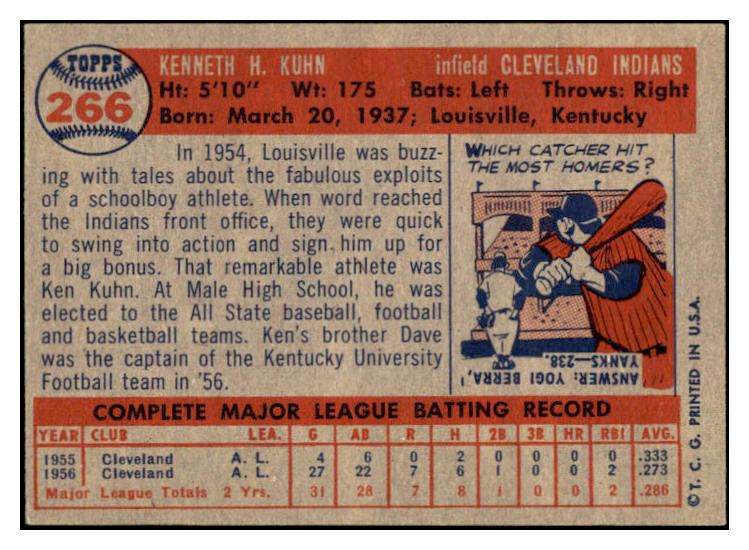 TOPPS
266
KENNETH H. KUHN infield CLEVELAND INDIANS
Ht: 5'10" Wt: 175 Bats: Left Throws: Right
Born: March 20, 1937; Louisville, Kentucky
In 1954, Louisville was buzz-
ing with tales about the fabulous exploits
of a schoolboy athlete. When word reached
the Indians front office, they were quick
to swing into action and sign him up for
a big bonus. That remarkable athlete was
Ken Kuhn. At Male High School, he was
elected to the All State baseball, football
and basketball teams. Ken's brother Dave
was the captain of the Kentucky University
Football team in '56.
WHICH CATCHER HIT
THE MOST HOMERS?
ANSWER: YOGI BERRA,
YANKS—238.
COMPLETE MAJOR LEAGUE BATTING RECORD
YEAR CLUB LEA. G AB R H 2B 3B HR RBI AVG.
1955 Cleveland A. L. 4 6 0 2 0 0 0 0 .333
1956 Cleveland A. L. 27 22 7 6 1 0 0 2 .273
Major League Totals 2 Yrs. 31 28 7 8 1 0 0 2 .286
© T. C. G. PRINTED IN U.S.A.